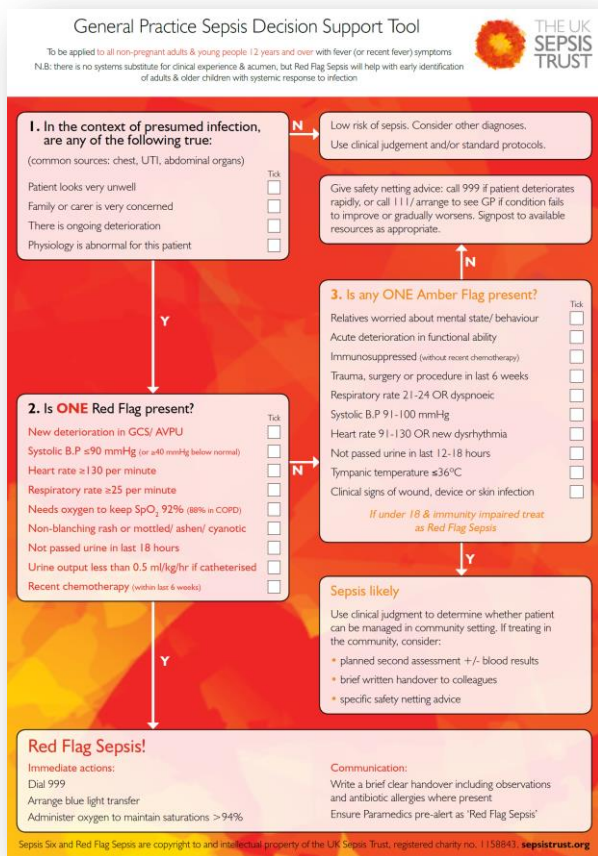 General Practice Sepsis Decision Support Tool
To be applied to all non-pregnant adults & young people 12 years and over with fever (or recent fever) symptoms
N.B: there is no systems substitute for clinical experience & acumen, but Red Flag Sepsis will help with early identification
of adults & older children with systemic response to infection
THE UK
SEPSIS
TRUST
1. In the context of presumed infection,
are any of the following true:
(common sources: chest, UTI, abdominal organs)
Tick
Patient looks very unwell
Family or carer is very concerned
There is ongoing deterioration
Physiology is abnormal for this patient
N
Low risk of sepsis. Consider other diagnoses.
Use clinical judgement and/or standard protocols.
Give safety netting advice: call 999 if patient deteriorates
rapidly, or call 111/ arrange to see GP if condition fails
to improve or gradually worsens. Signpost to available
resources as appropriate.
N
Y
2. Is ONE Red Flag present?
Tick
New deterioration in GCS/ AVPU
Systolic B.P ≤90 mmHg (or ≥40 mmHg below normal)
Heart rate ≥130 per minute
Respiratory rate ≥25 per minute
Needs oxygen to keep SpO2 92% (88% in COPD)
Non-blanching rash or mottled/ ashen/ cyanotic
Not passed urine in last 18 hours
Urine output less than 0.5 ml/kg/hr if catheterised
Recent chemotherapy (within last 6 weeks)
N
3. Is any ONE Amber Flag present?
Tick
Relatives worried about mental state/ behaviour
Acute deterioration in functional ability
Immunosuppressed (without recent chemotherapy)
Trauma, surgery or procedure in last 6 weeks
Respiratory rate 21-24 OR dyspnoeic
Systolic B.P 91-100 mmHg
Heart rate 91-130 OR new dysrhythmia
Not passed urine in last 12-18 hours
Tympanic temperature ≤36ºC
Clinical signs of wound, device or skin infection
If under 18 & immunity impaired treat
as Red Flag Sepsis
Y
Sepsis likely
Use clinical judgment to determine whether patient
can be managed in community setting. If treating in
the community, consider:
• planned second assessment +/- blood results
• brief written handover to colleagues
• specific safety netting advice
Y
Red Flag Sepsis!
Immediate actions:
Dial 999
Arrange blue light transfer
Administer oxygen to maintain saturations >94%
Communication:
Write a brief clear handover including observations
and antibiotic allergies where present
Ensure Paramedics pre-alert as 'Red Flag Sepsis'
Sepsis Six and Red Flag Sepsis are copyright to and intellectual property of the UK Sepsis Trust, registered charity no. 1158843. sepsistrust.org